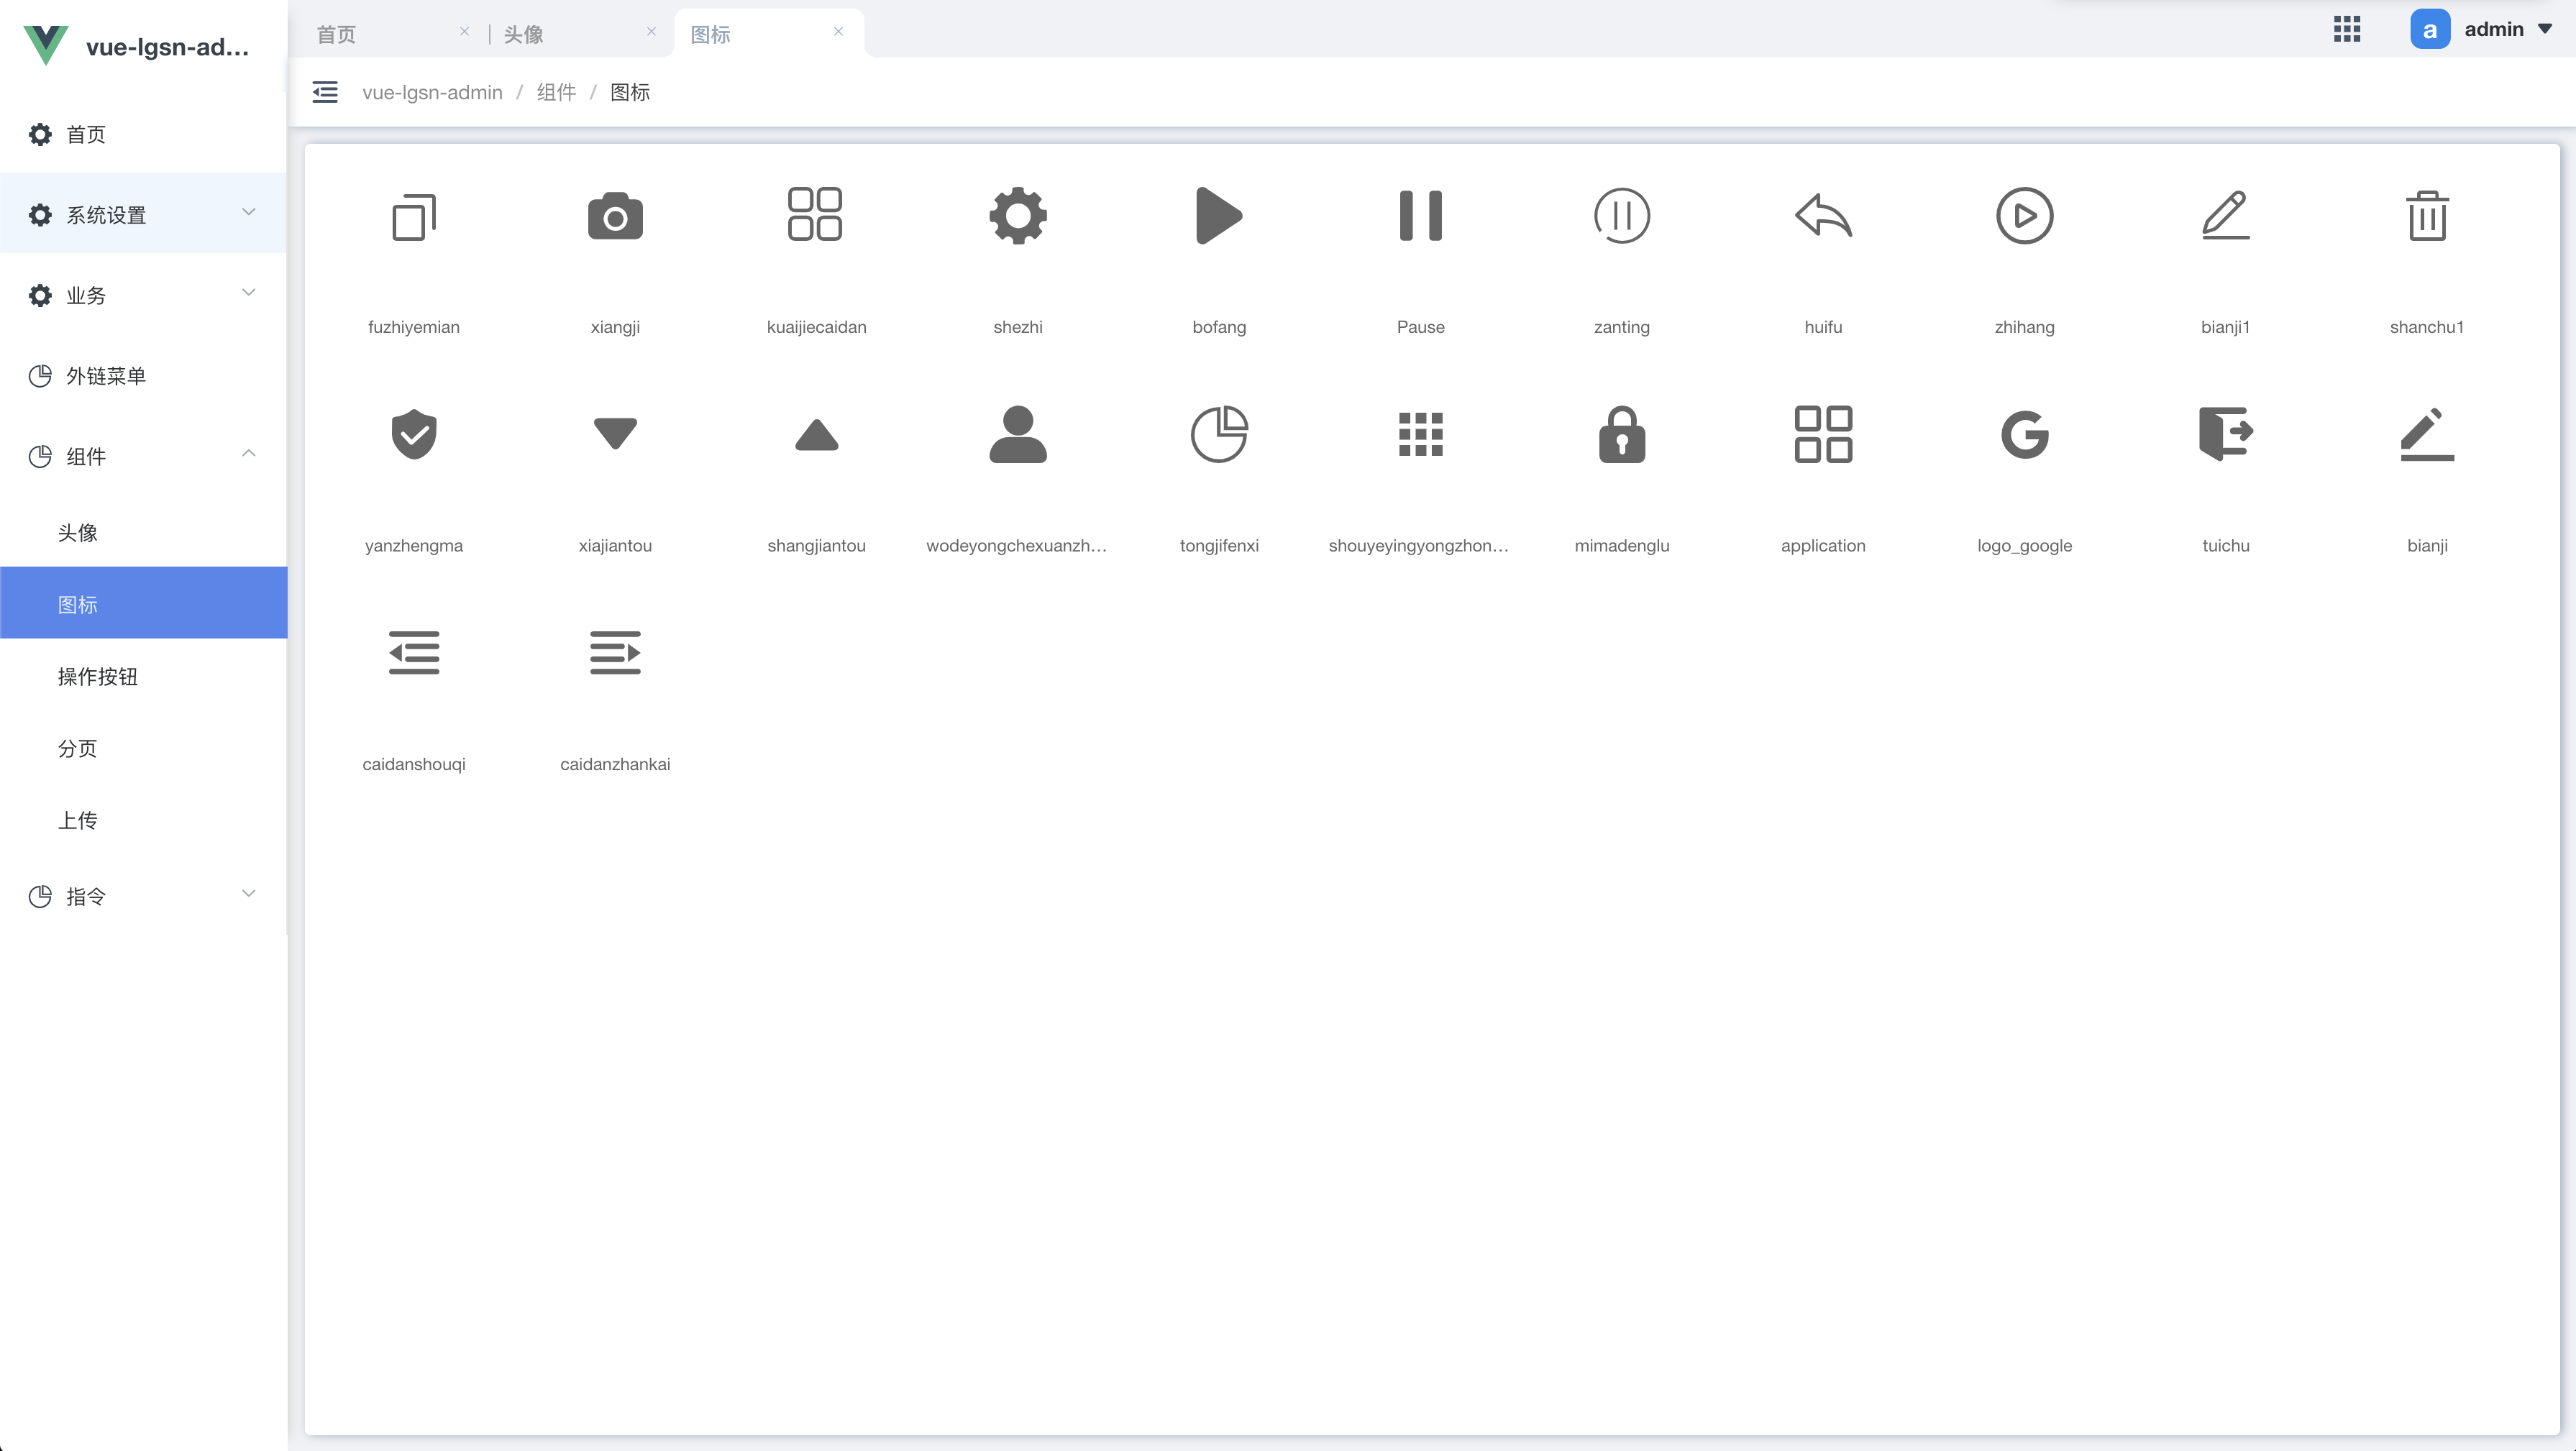 vue-lgsn-ad...
首页
系统设置
业务
外链菜单
组件
头像
图标
操作按钮
分页
上传
指令
首页
头像
图标
a
admin
vue-lgsn-admin / 组件 / 图标
fuzhiyemian xiangji kuaijiecaidan shezhi bofang Pause zanting huifu zhihang bianji1 shanchu1
yanzhengma xiajiantou shangjiantou wodeyongchexuanzh... tongjifenxi shouyeyingyongzhon... mimadenglu application logo_google tuichu bianji
caidanshouqi caidanzhankai